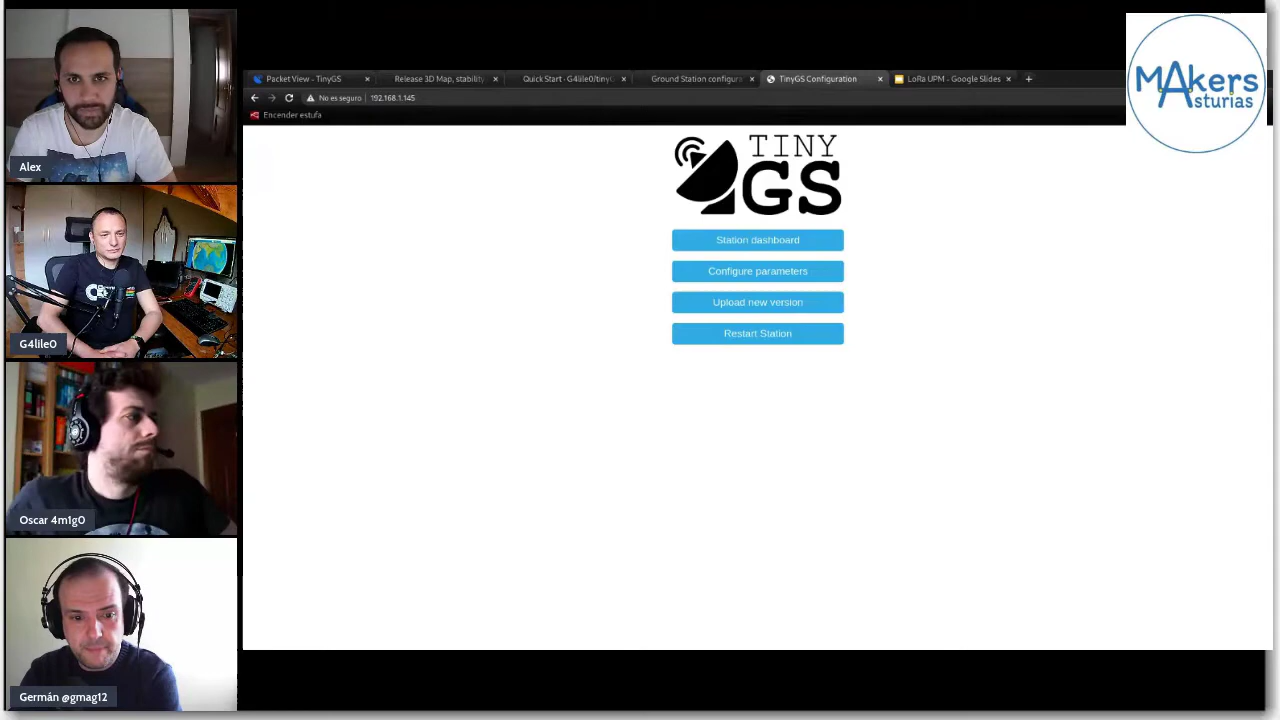 Alex
G4lile0
Oscar 4m1g0
Germán @gmag12
Packet View - TinyGS
Release 3D Map, stability
Quick Start · G4lile0/tiny
Ground Station configura
TinyGS Configuration
LoRa UPM - Google Slides
No es seguro
192.168.1.145
Encender estufa
TINY
GS
Station dashboard
Configure parameters
Upload new version
Restart Station
MAkers
Asturias